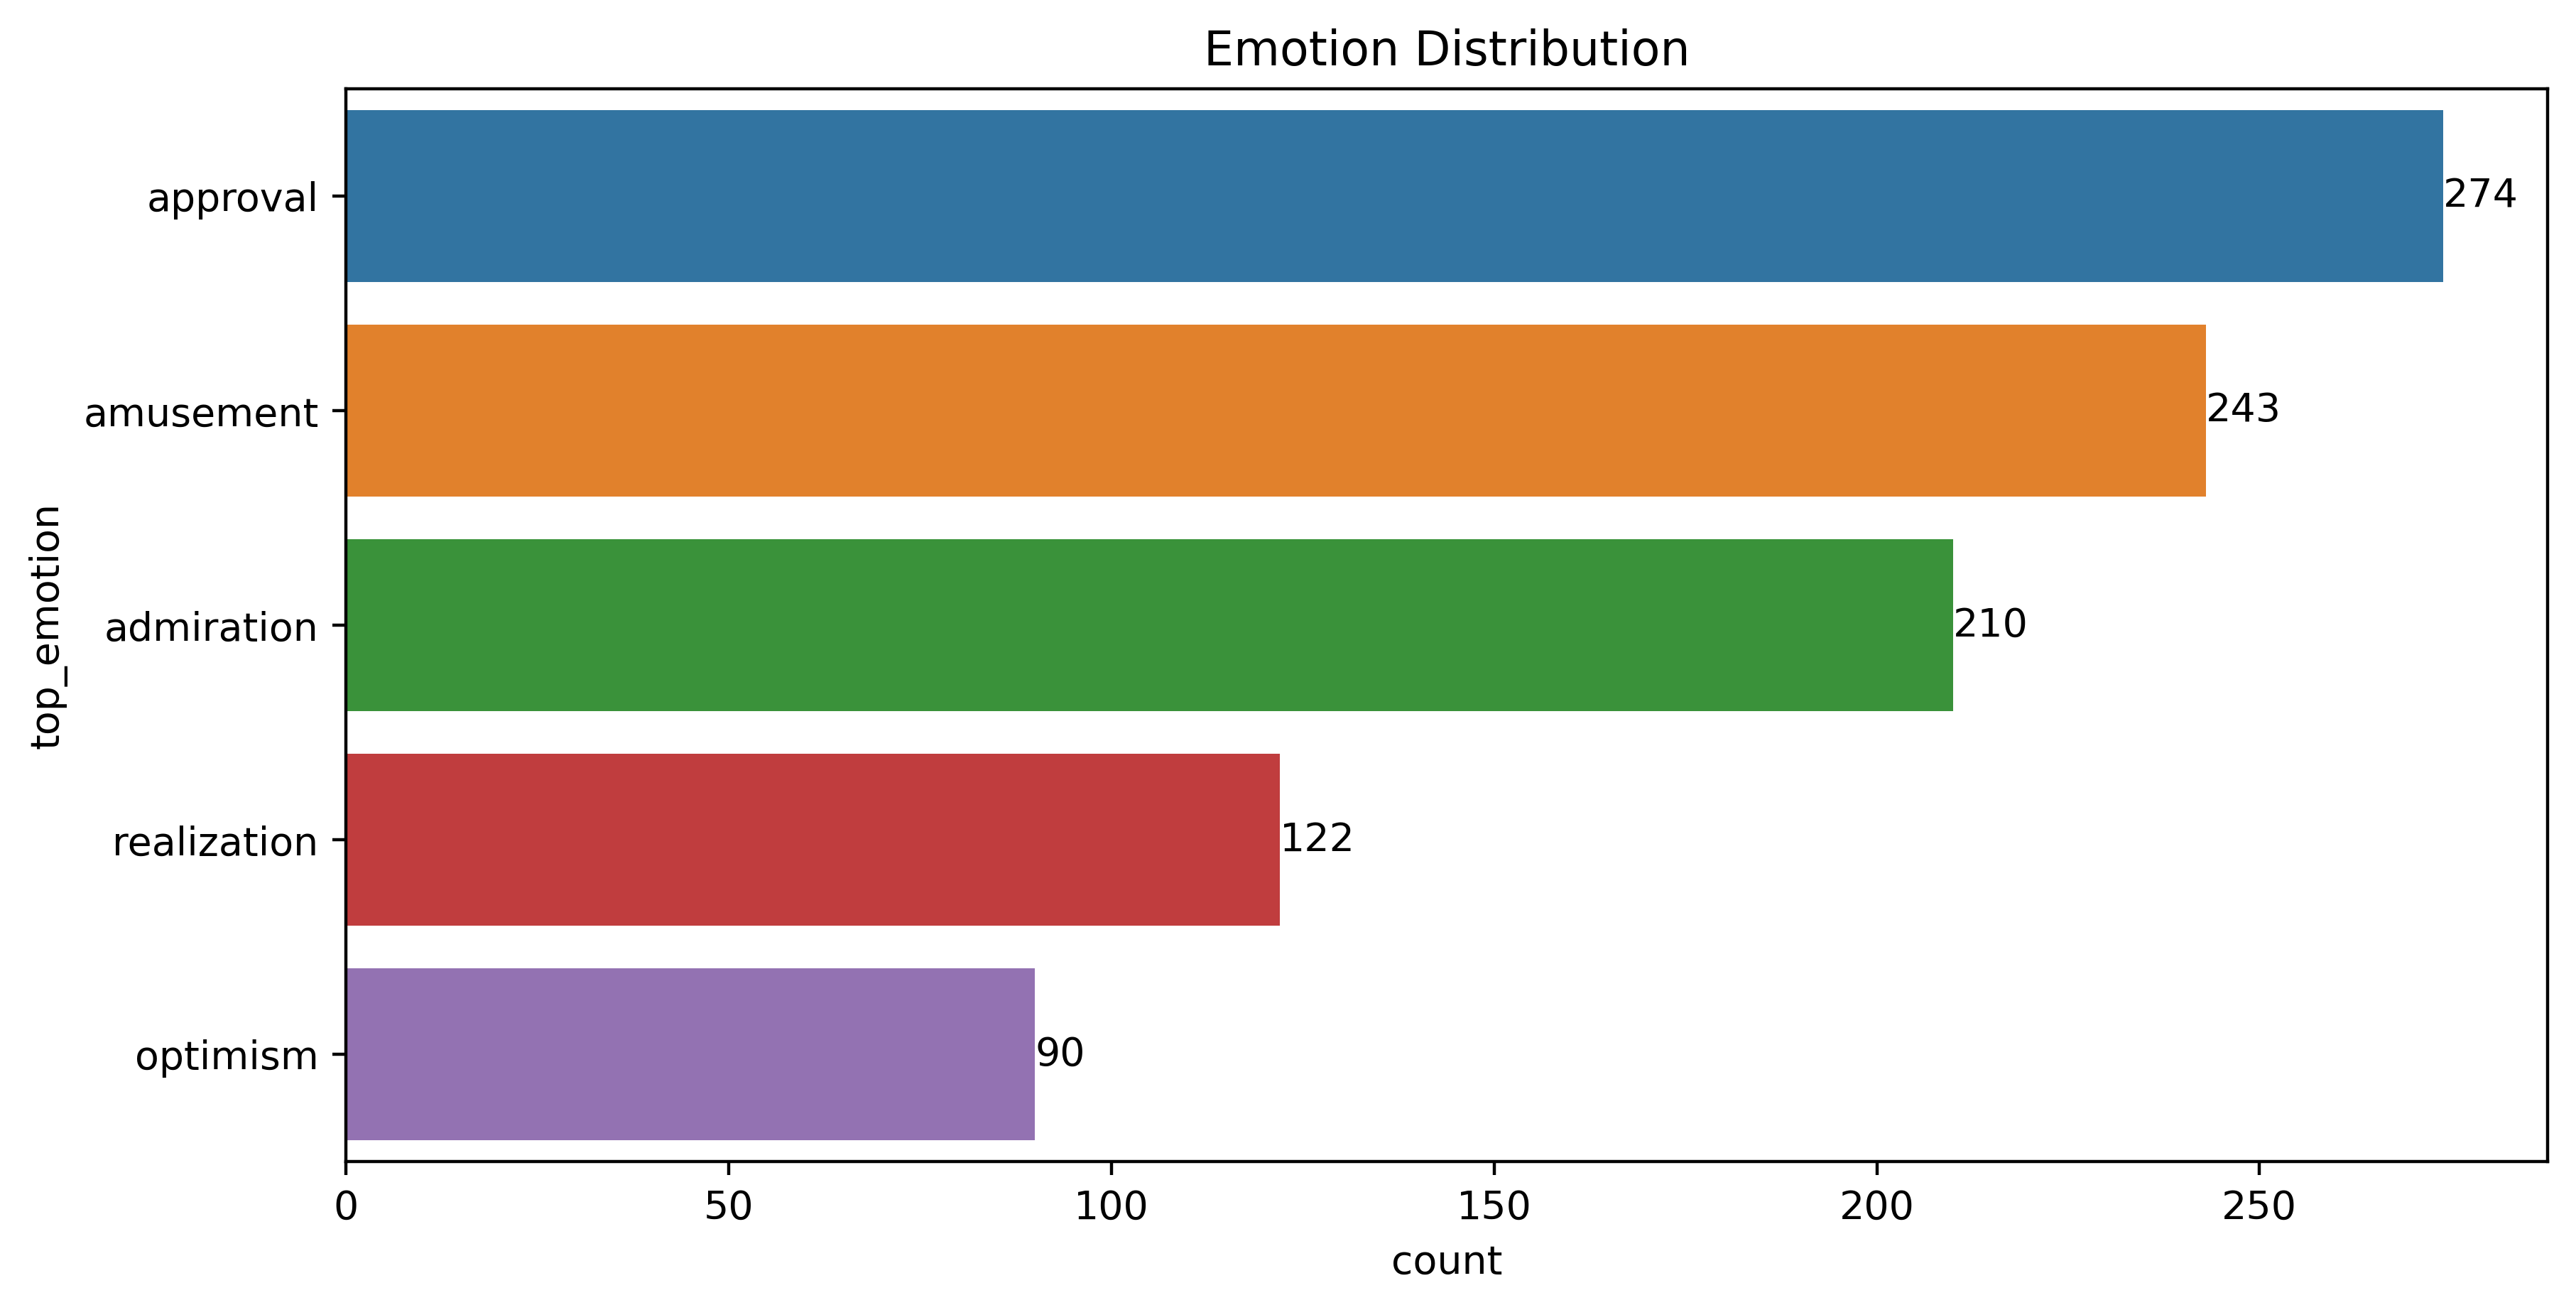 Emotion Distribution
approval
274
amusement
243
admiration
210
realization
122
optimism
90
top_emotion
0 50 100 150 200 250
count